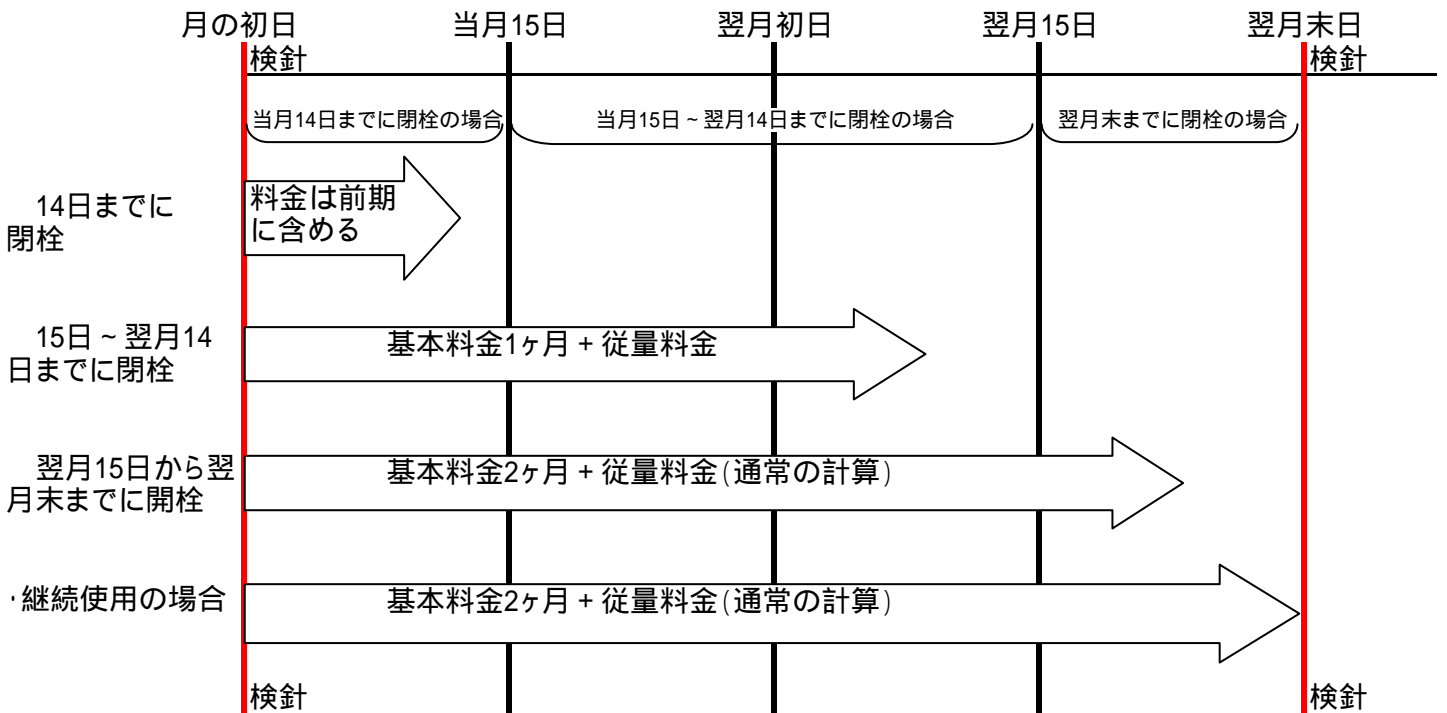 月の初日
当月15日
翌月初日
翌月15日
翌月末日
検針
検針
当月14日までに閉栓の場合
当月15日~翌月14日までに閉栓の場合
翌月末までに閉栓の場合
14日までに
閉栓
料金は前期
に含める
15日~翌月14
日までに閉栓
基本料金1ヶ月+従量料金
翌月15日から翌
月末までに開栓
基本料金2ヶ月+従量料金(通常の計算)
・継続使用の場合
基本料金2ヶ月+従量料金(通常の計算)
検針
検針